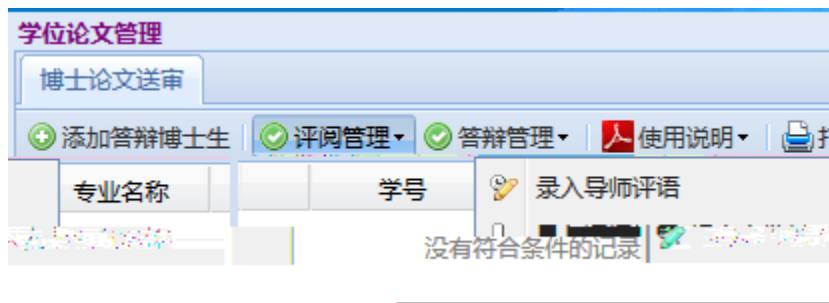 学位论文管理
博士论文送审
添加答辩博士生 评阅管理 答辩管理 使用说明
专业名称 学号 录入导师评语
没有符合条件的记录